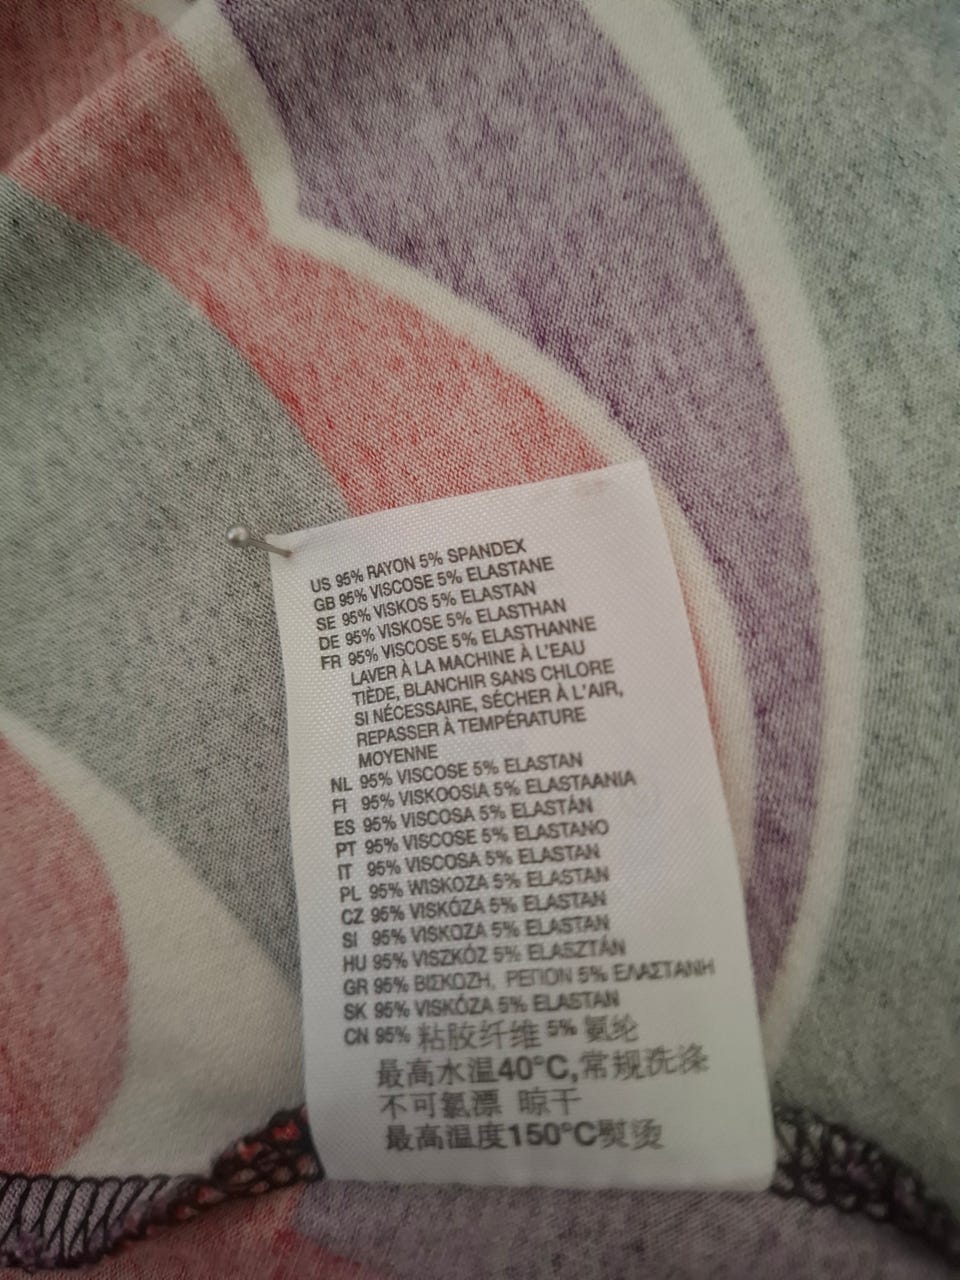 US 95% RAYON 5% SPANDEX
GB 95% VISCOSE 5% ELASTANE
SE 95% VISKOS 5% ELASTAN
DE 95% VISKOSE 5% ELASTHAN
FR 95% VISCOSE 5% ELASTHANNE
LAVER À LA MACHINE À L'EAU
TIÈDE, BLANCHIR SANS CHLORE
SI NÉCESSAIRE, SÉCHER À L'AIR,
REPASSER À TEMPÉRATURE
MOYENNE
NL 95% VISCOSE 5% ELASTAN
FI 95% VISKOOSIA 5% ELASTAANIA
ES 95% VISCOSA 5% ELASTÁN
PT 95% VISCOSE 5% ELASTANO
IT 95% VISCOSA 5% ELASTAN
PL 95% WISKOZA 5% ELASTAN
CZ 95% VISKÓZA 5% ELASTAN
SI 95% VISKOZA 5% ELASTAN
HU 95% VISZKÓZ 5% ELASZTÁN
GR 95% ΒΙΣΚΟΖΗ, ΡΕΓΙΟΝ 5% ΕΛΑΣΤΑΝΗ
SK 95% VISKÓZA 5% ELASTAN
CN 95% 粘胶纤维 5% 氨纶
最高水温40°C,常规洗涤
不可氯漂 晾干
最高温度150°C熨烫